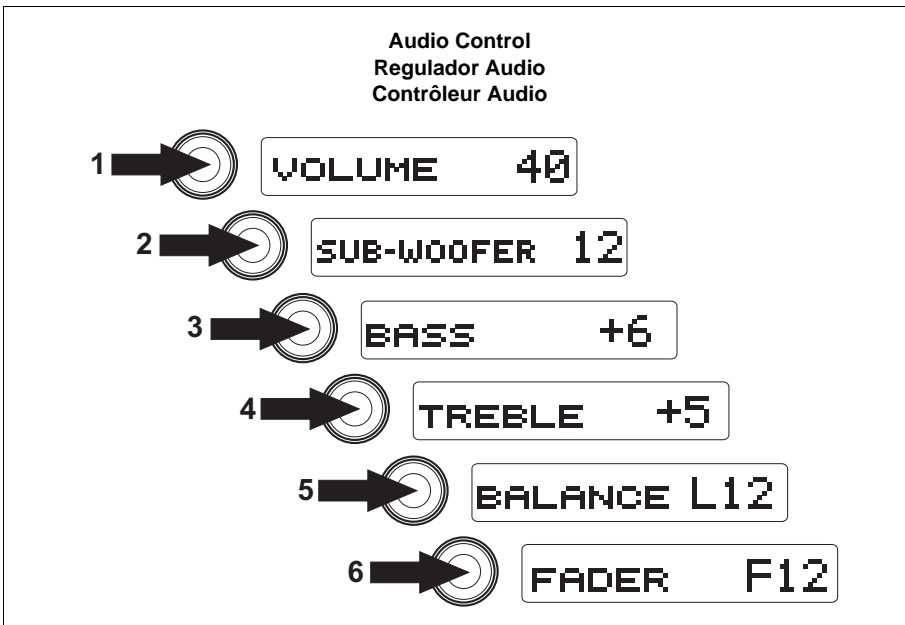 Audio Control
Regulador Audio
Contrôleur Audio
1 VOLUME 40
2 SUB-WOOFER 12
3 BASS +6
4 TREBLE +5
5 BALANCE L12
6 FADER F12